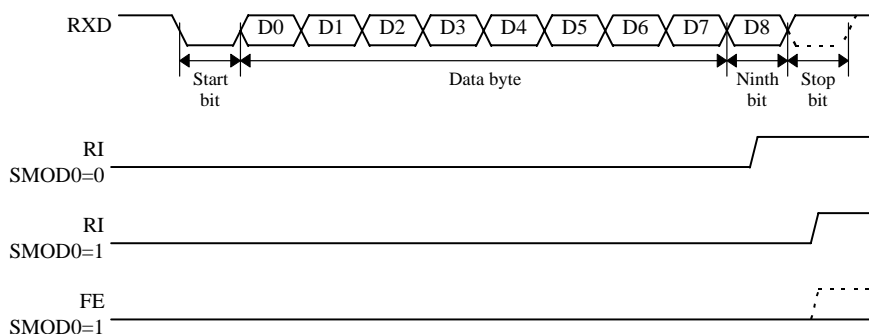 RXD D0 D1 D2 D3 D4 D5 D6 D7 D8
Start bit
Data byte
Ninth bit
Stop bit
RI
SMOD0=0
RI
SMOD0=1
FE
SMOD0=1